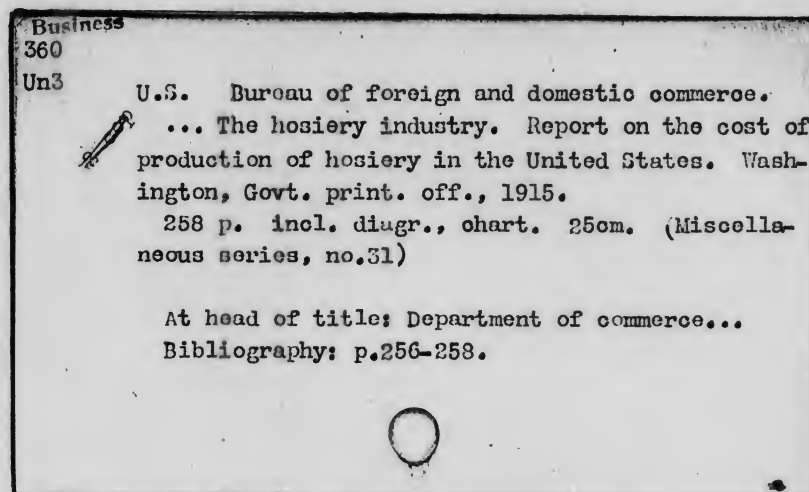 Business
360
Un3
U.S. Bureau of foreign and domestic commerce.
... The hosiery industry. Report on the cost of
production of hosiery in the United States. Wash-
ington, Govt. print. off., 1915.
258 p. incl. diagr., chart. 25cm. (Miscella-
neous series, no.31)
At head of title: Department of commerce...
Bibliography: p.256-258.